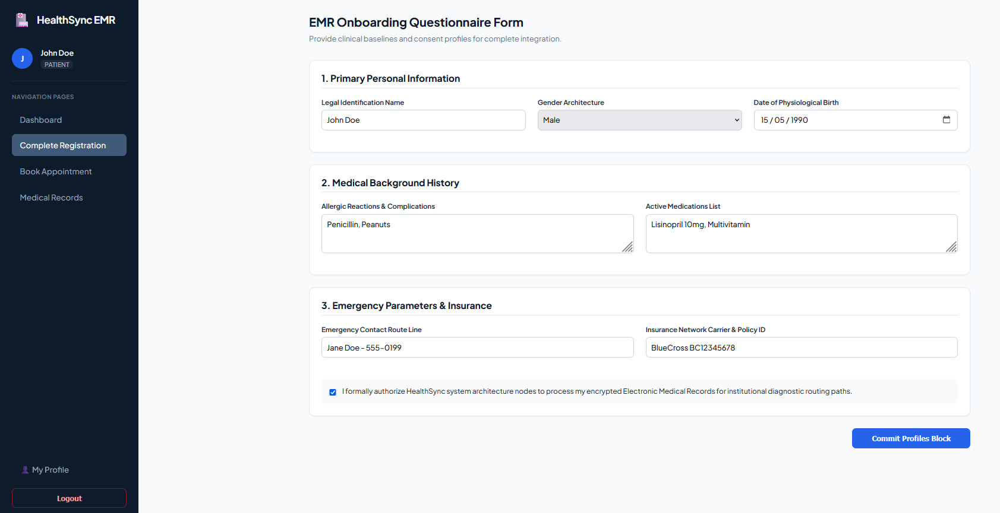 HealthSync EMR
J
John Doe
PATIENT
NAVIGATION PAGES
Dashboard
Complete Registration
Book Appointment
Medical Records
My Profile
Logout
EMR Onboarding Questionnaire Form
Provide clinical baselines and consent profiles for complete integration.
1. Primary Personal Information
Legal Identification Name
John Doe
Gender Architecture
Male
Date of Physiological Birth
15 / 05 / 1990
2. Medical Background History
Allergic Reactions & Complications
Penicillin, Peanuts
Active Medications List
Lisinopril 10mg, Multivitamin
3. Emergency Parameters & Insurance
Emergency Contact Route Line
Jane Doe - 555-0199
Insurance Network Carrier & Policy ID
BlueCross BC12345678
I formally authorize HealthSync system architecture nodes to process my encrypted Electronic Medical Records for institutional diagnostic routing paths.
Commit Profiles Block